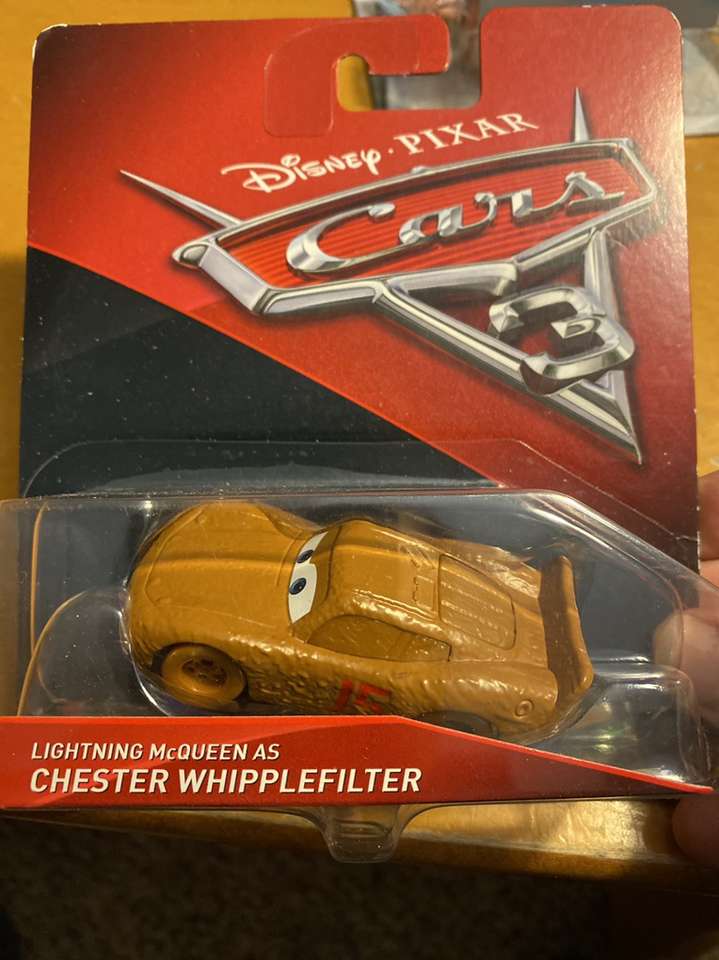 Disney · PIXAR
Cars
3
15
LIGHTNING McQUEEN AS
CHESTER WHIPPLEFILTER